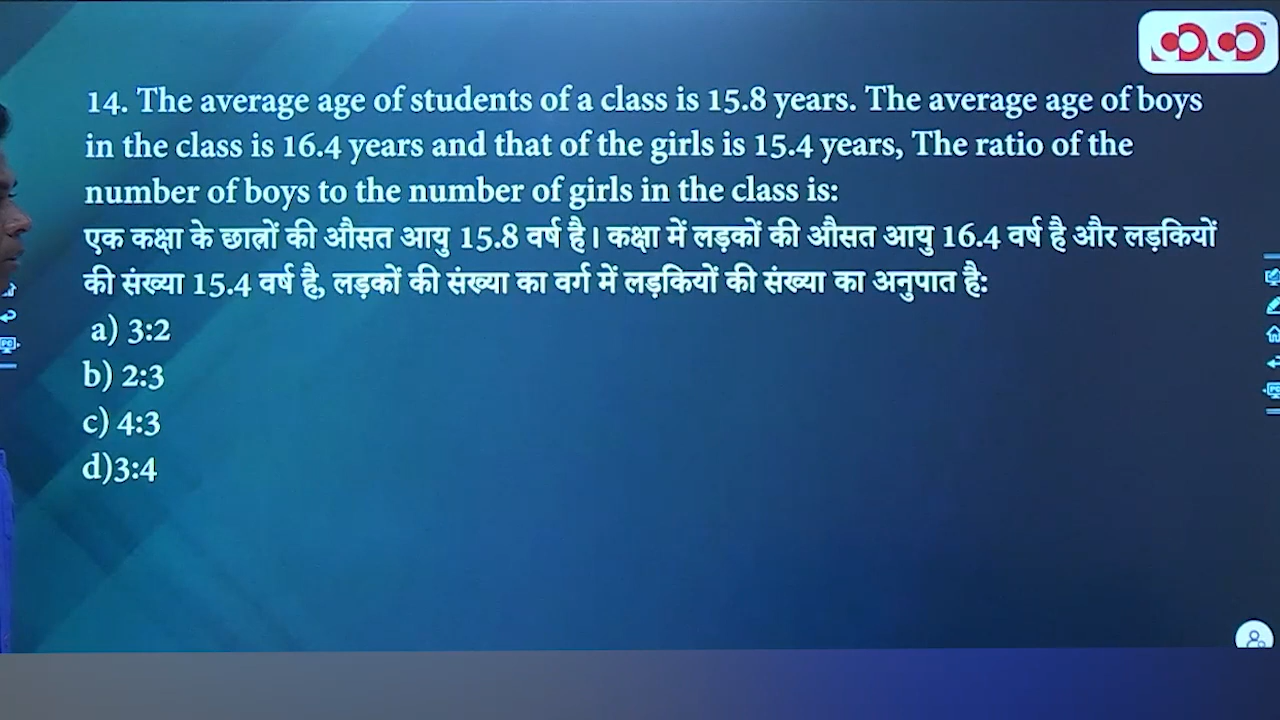 14. The average age of students of a class is 15.8 years. The average age of boys
in the class is 16.4 years and that of the girls is 15.4 years, The ratio of the
number of boys to the number of girls in the class is:
एक कक्षा के छात्रों की औसत आयु 15.8 वर्ष है। कक्षा में लड़कों की औसत आयु 16.4 वर्ष है और लड़कियों
की संख्या 15.4 वर्ष है, लड़कों की संख्या का वर्ग में लड़कियों की संख्या का अनुपात है:
a) 3:2
b) 2:3
c) 4:3
d)3:4